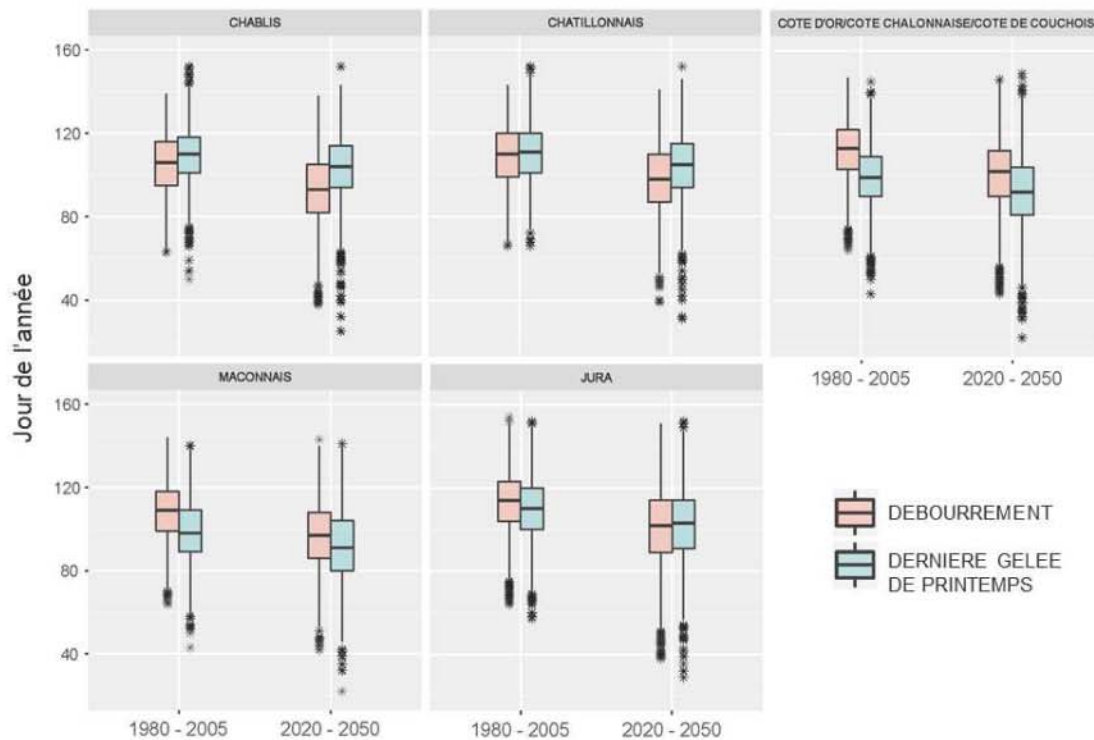 CHABLIS
CHATILLONNAIS
COTE D'OR/COTE CHALONNAISE/COTE DE COUCHOIS
160
120
80
40
1980 - 2005
2020 - 2050
MACONNAIS
JURA
160
120
80
40
1980 - 2005
2020 - 2050
1980 - 2005
2020 - 2050
Jour de l'année
DEBOURREMENT
DERNIERE GELEE
DE PRINTEMPS